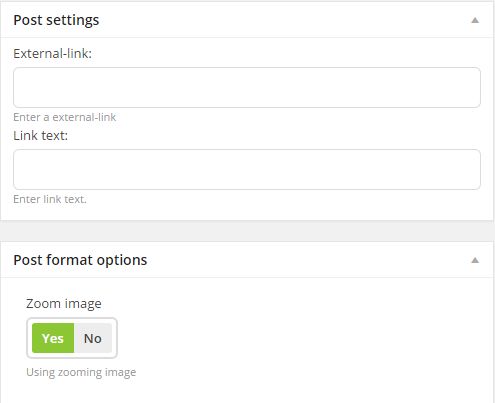 Post settings
External-link:
Enter a external-link
Link text:
Enter link text.
Post format options
Zoom image
Yes No
Using zooming image